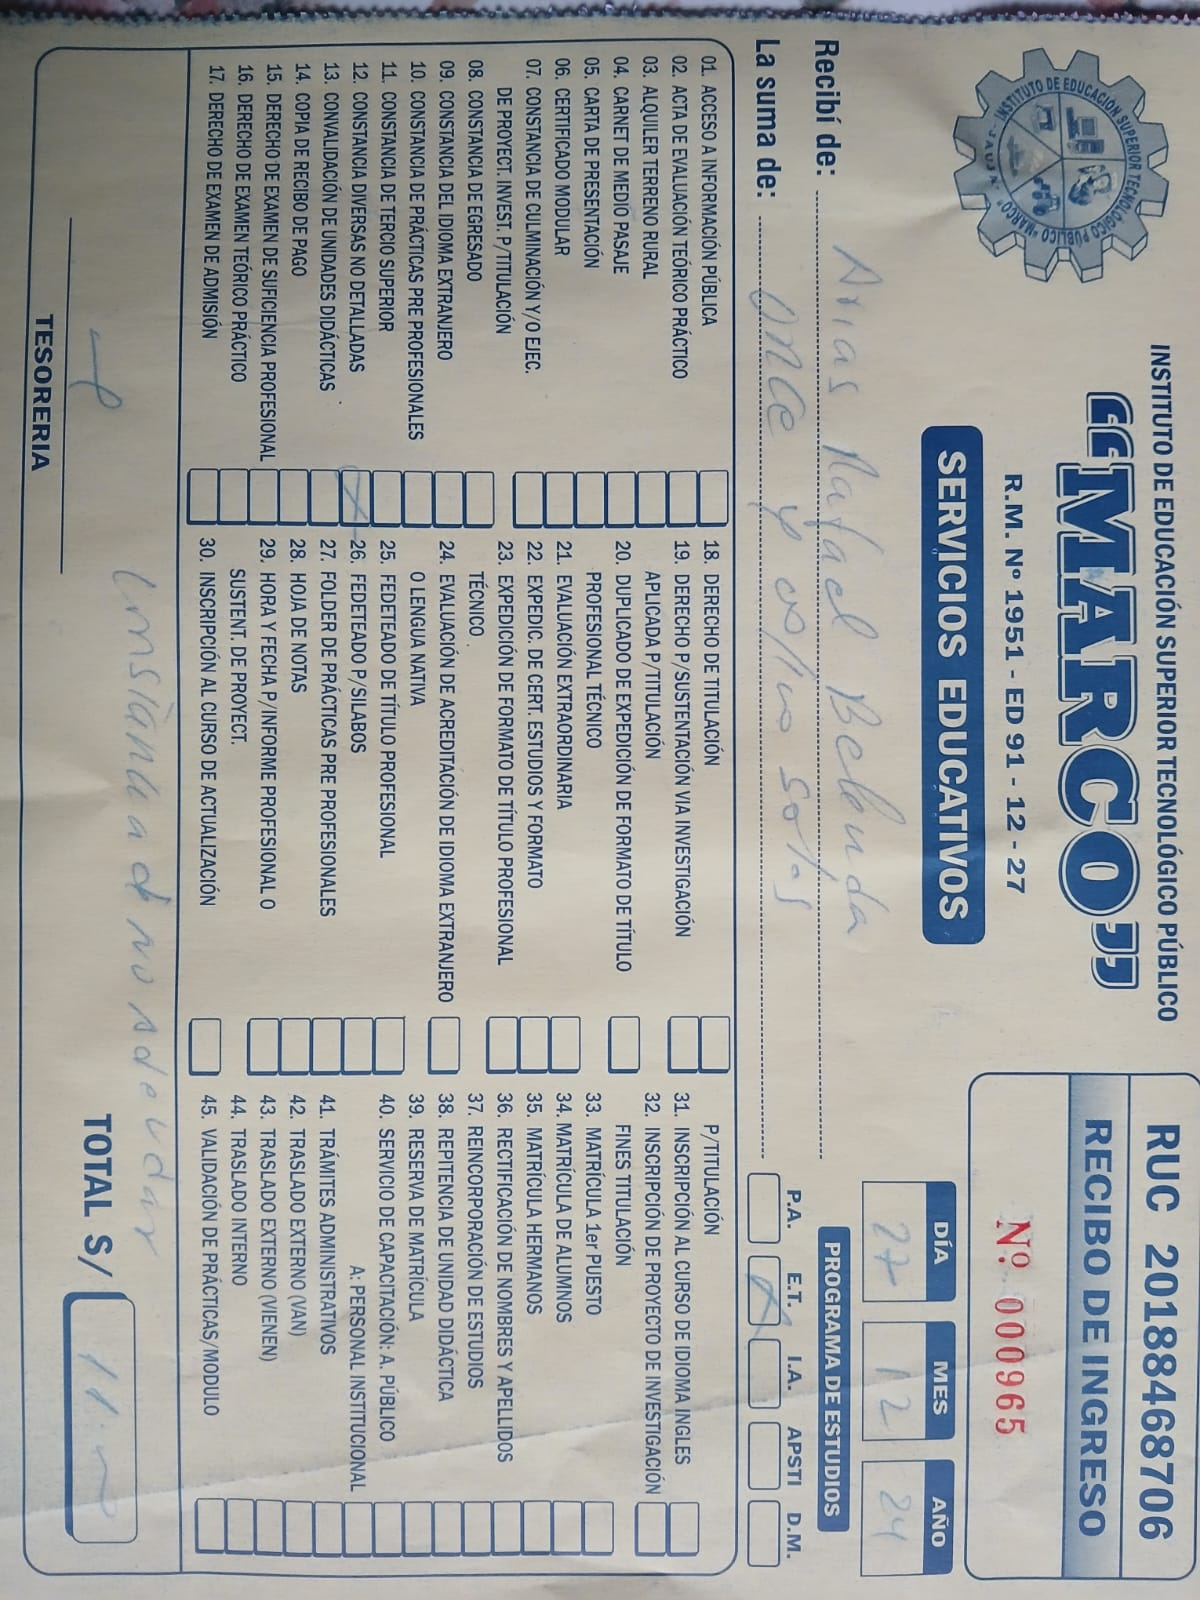 INSTITUTO DE EDUCACIÓN SUPERIOR TECNOLÓGICO PÚBLICO
"MARCO"
R.M. Nº 1951 - ED 91 - 12 - 27
SERVICIOS EDUCATIVOS
INSTITUTO DE EDUCACIÓN SUPERIOR TECNOLÓGICO PÚBLICO "MARCO"
- JAUJA -
RUC 20188468706
RECIBO DE INGRESO
Nº 000965
DÍA MES AÑO
27 12 24
Recibí de: Arias Rafael Belenda
PROGRAMA DE ESTUDIOS
La suma de: once y 00/100 soles
P.A. E.T. X I.A. APSTI D.M.
01. ACCESO A INFORMACIÓN PÚBLICA
02. ACTA DE EVALUACIÓN TEÓRICO PRÁCTICO
03. ALQUILER TERRENO RURAL
04. CARNET DE MEDIO PASAJE
05. CARTA DE PRESENTACIÓN
06. CERTIFICADO MODULAR
07. CONSTANCIA DE CULMINACIÓN Y/O EJEC.
DE PROYECT. INVEST. P/TITULACIÓN
08. CONSTANCIA DE EGRESADO
09. CONSTANCIA DEL IDIOMA EXTRANJERO
10. CONSTANCIA DE PRÁCTICAS PRE PROFESIONALES
11. CONSTANCIA DE TERCIO SUPERIOR
12. CONSTANCIA DIVERSAS NO DETALLADAS X
13. CONVALIDACIÓN DE UNIDADES DIDÁCTICAS
14. COPIA DE RECIBO DE PAGO
15. DERECHO DE EXAMEN DE SUFICIENCIA PROFESIONAL
16. DERECHO DE EXAMEN TEÓRICO PRÁCTICO
17. DERECHO DE EXAMEN DE ADMISIÓN
18. DERECHO DE TITULACIÓN
19. DERECHO P/SUSTENTACIÓN VIA INVESTIGACIÓN
APLICADA P/TITULACIÓN
20. DUPLICADO DE EXPEDICIÓN DE FORMATO DE TÍTULO
PROFESIONAL TÉCNICO
21. EVALUACIÓN EXTRAORDINARIA
22. EXPEDIC. DE CERT. ESTUDIOS Y FORMATO
23. EXPEDICIÓN DE FORMATO DE TÍTULO PROFESIONAL
TÉCNICO
24. EVALUACIÓN DE ACREDITACIÓN DE IDIOMA EXTRANJERO
O LENGUA NATIVA
25. FEDETEADO DE TÍTULO PROFESIONAL
26. FEDETEADO P/SILABOS
27. FOLDER DE PRÁCTICAS PRE PROFESIONALES
28. HOJA DE NOTAS
29. HORA Y FECHA P/INFORME PROFESIONAL O
SUSTENT. DE PROYECT.
30. INSCRIPCIÓN AL CURSO DE ACTUALIZACIÓN
P/TITULACIÓN
31. INSCRIPCIÓN AL CURSO DE IDIOMA INGLES
32. INSCRIPCIÓN DE PROYECTO DE INVESTIGACIÓN
FINES TITULACIÓN
33. MATRÍCULA 1er PUESTO
34. MATRÍCULA DE ALUMNOS
35. MATRÍCULA HERMANOS
36. RECTIFICACIÓN DE NOMBRES Y APELLIDOS
37. REINCORPORACIÓN DE ESTUDIOS
38. REPITENCIA DE UNIDAD DIDÁCTICA
39. RESERVA DE MATRÍCULA
40. SERVICIO DE CAPACITACIÓN: A. PÚBLICO
A: PERSONAL INSTITUCIONAL
41. TRÁMITES ADMINISTRATIVOS
42. TRASLADO EXTERNO (VAN)
43. TRASLADO EXTERNO (VIENEN)
44. TRASLADO INTERNO
45. VALIDACIÓN DE PRÁCTICAS/MODULO
Constancia d no adeudar
TESORERIA
TOTAL S/ 11.00